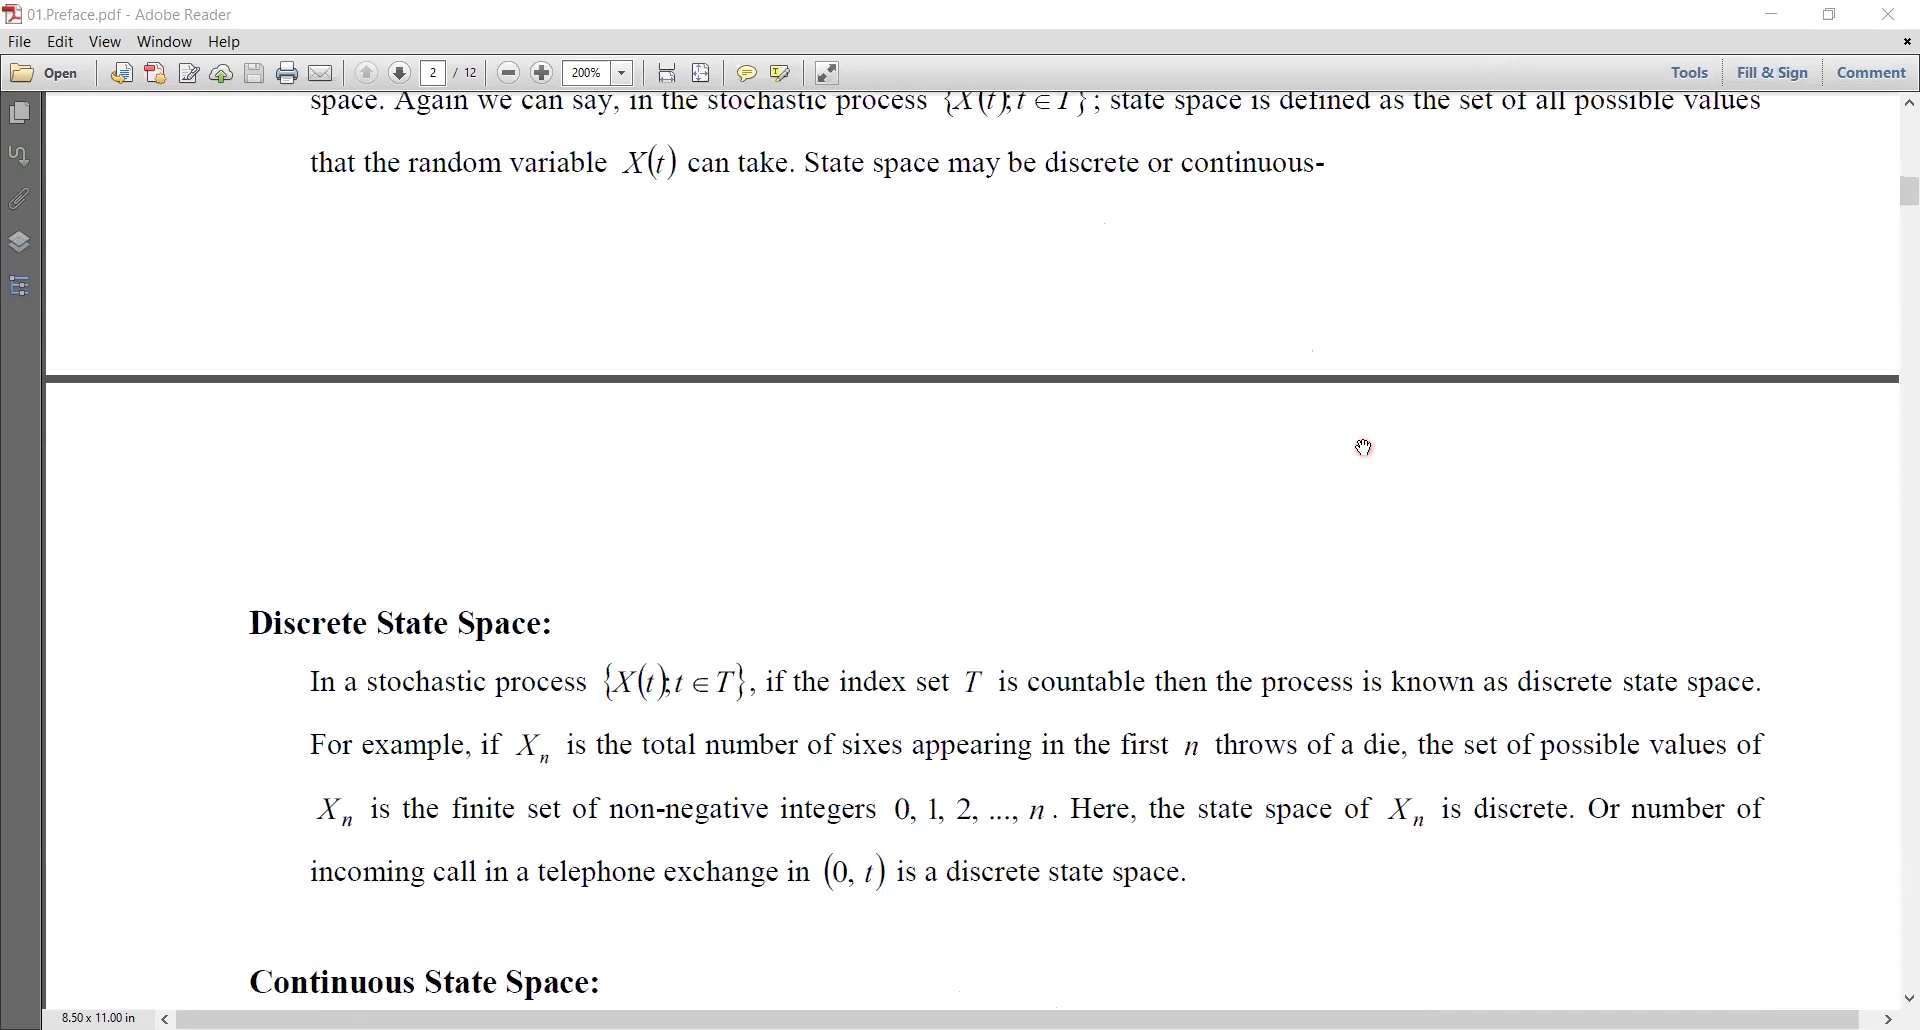 01.Preface.pdf - Adobe Reader
File Edit View Window Help
Open 2 / 12 200% Tools Fill & Sign Comment
space. Again we can say, in the stochastic process {X(t); t ∈ T}; state space is defined as the set of all possible values
that the random variable X(t) can take. State space may be discrete or continuous-
Discrete State Space:
In a stochastic process {X(t); t ∈ T}, if the index set T is countable then the process is known as discrete state space.
For example, if Xₙ is the total number of sixes appearing in the first n throws of a die, the set of possible values of
Xₙ is the finite set of non-negative integers 0, 1, 2, ..., n. Here, the state space of Xₙ is discrete. Or number of
incoming call in a telephone exchange in (0, t) is a discrete state space.
Continuous State Space:
8.50 x 11.00 in